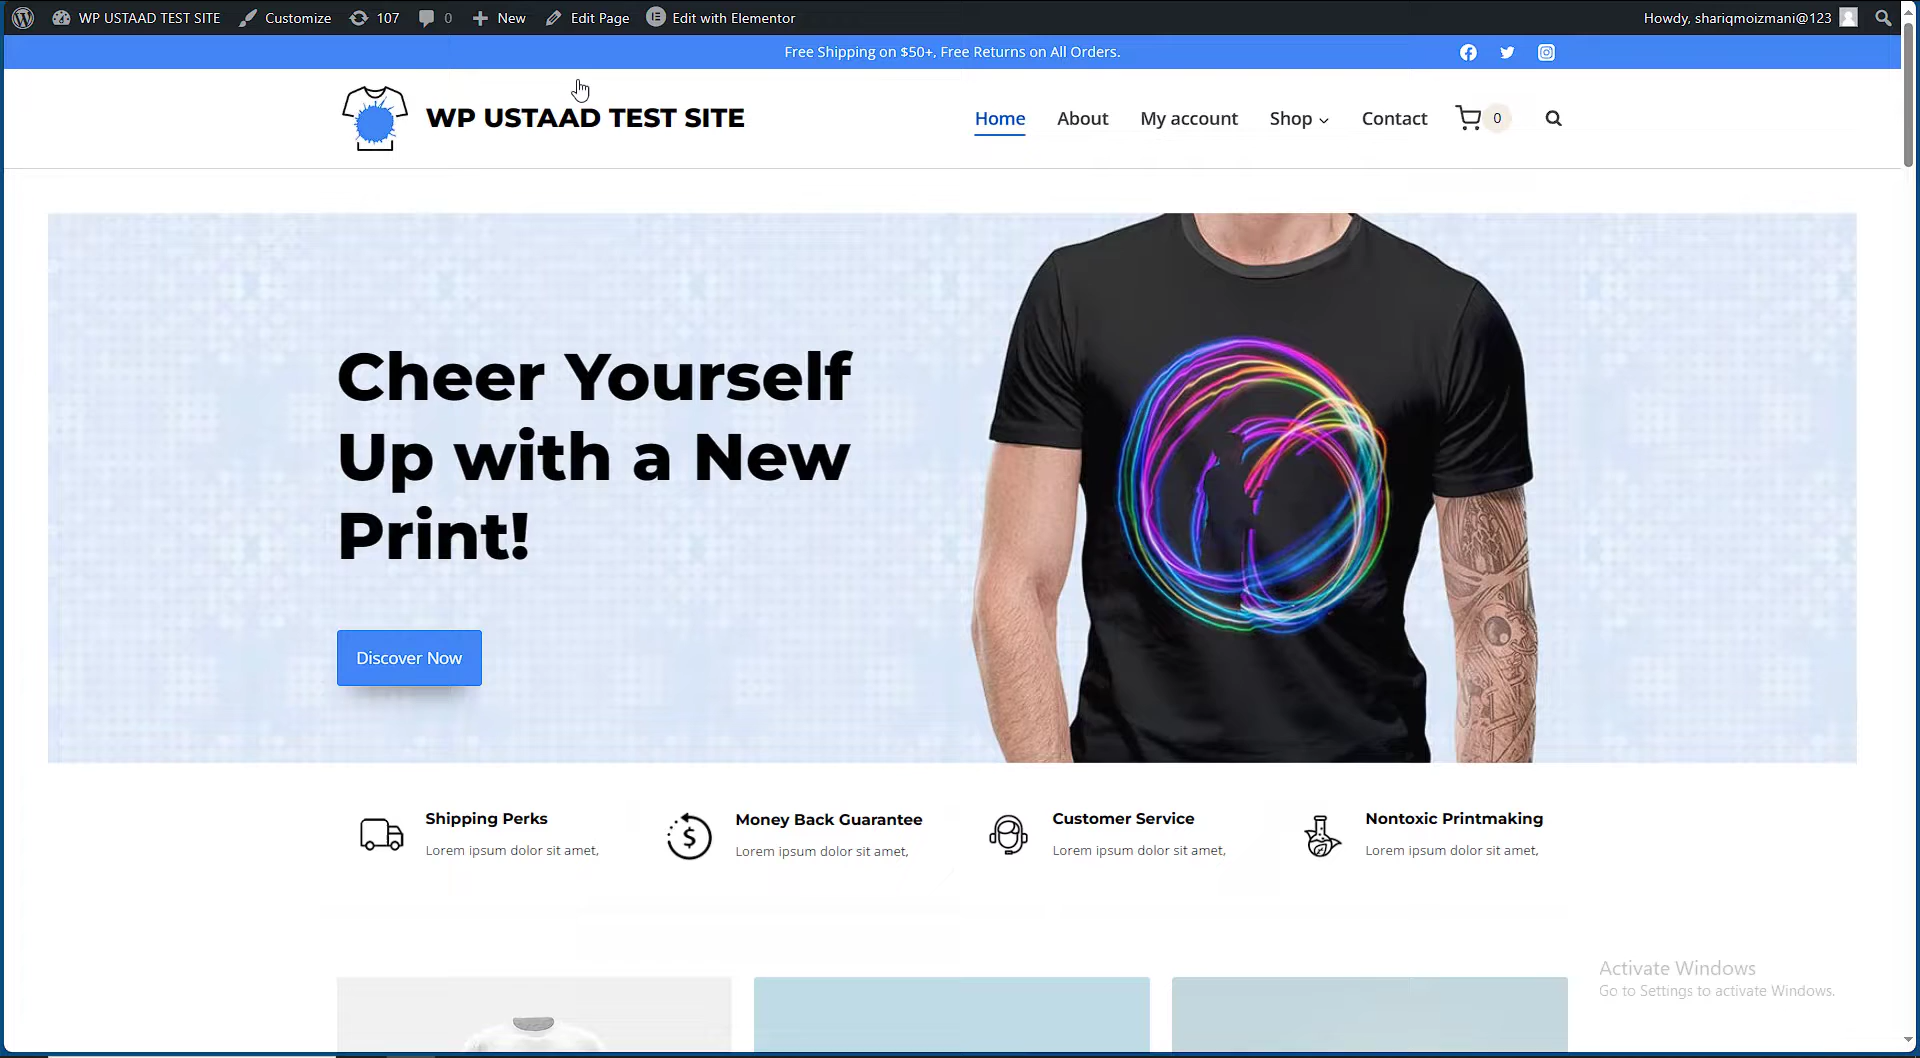 WP USTAAD TEST SITE Customize 107 0 New Edit Page Edit with Elementor Howdy, shariqmoizmani@123
Free Shipping on $50+, Free Returns on All Orders.
WP USTAAD TEST SITE Home About My account Shop Contact 0
Cheer Yourself
Up with a New
Print!
Discover Now
Shipping Perks
Lorem ipsum dolor sit amet,
Money Back Guarantee
Lorem ipsum dolor sit amet,
Customer Service
Lorem ipsum dolor sit amet,
Nontoxic Printmaking
Lorem ipsum dolor sit amet,
Activate Windows
Go to Settings to activate Windows.